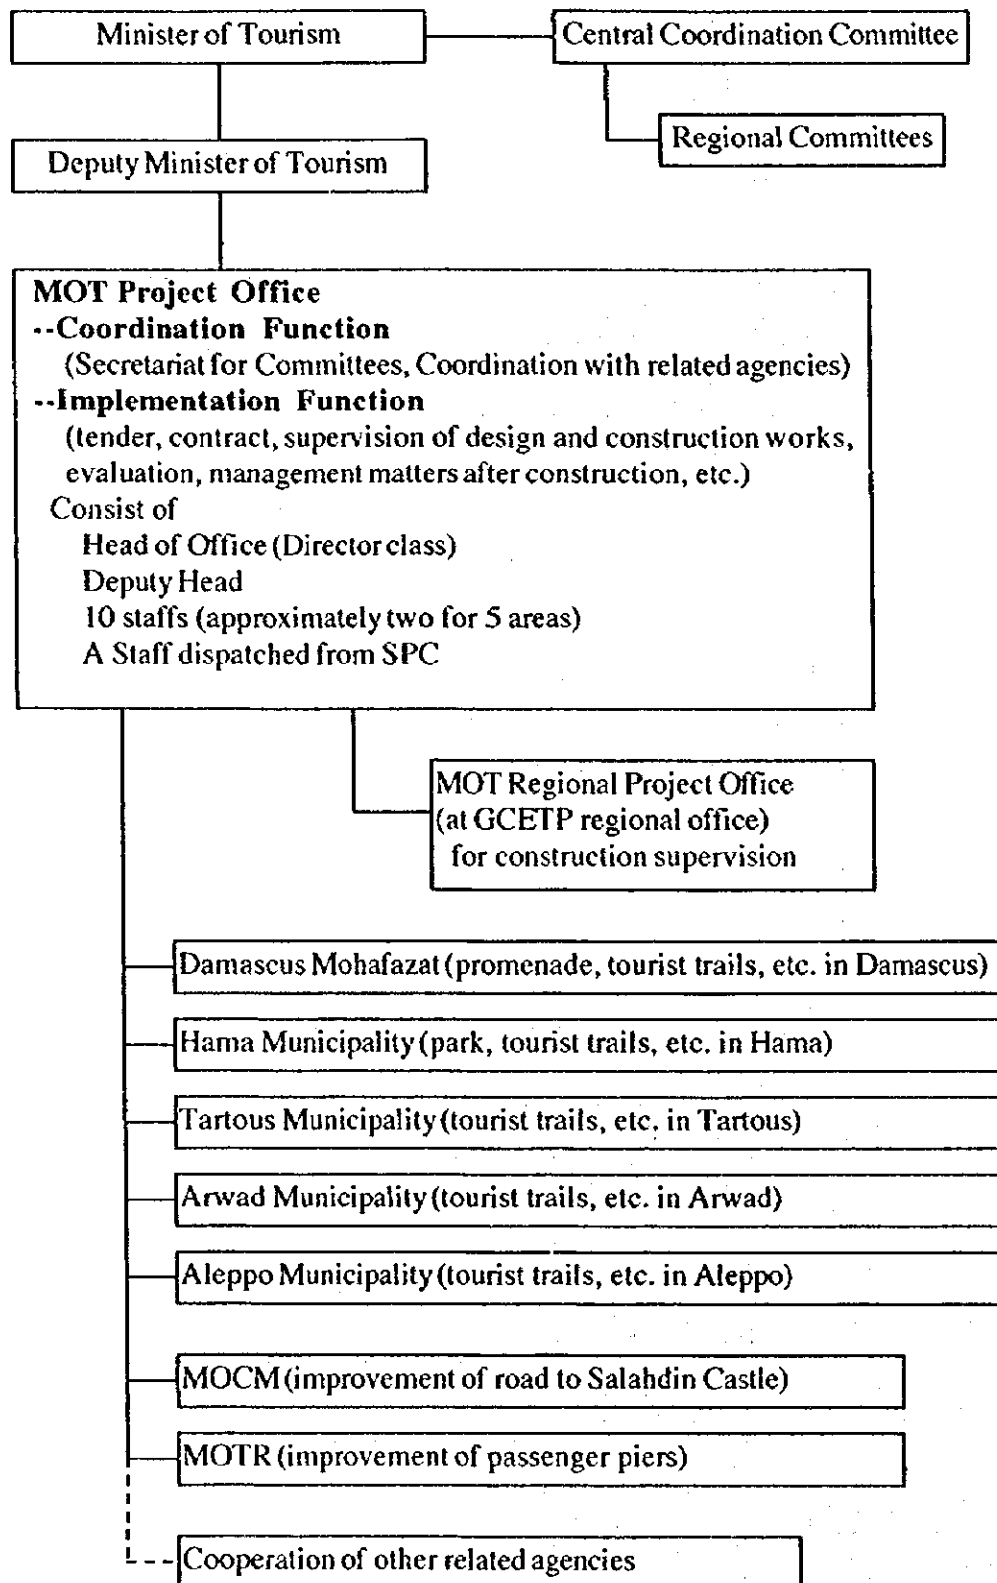 Minister of Tourism
Central Coordination Committee
Regional Committees
Deputy Minister of Tourism
MOT Project Office
--Coordination Function
(Secretariat for Committees, Coordination with related agencies)
--Implementation Function
(tender, contract, supervision of design and construction works,
evaluation, management matters after construction, etc.)
Consist of
Head of Office (Director class)
Deputy Head
10 staffs (approximately two for 5 areas)
A Staff dispatched from SPC
MOT Regional Project Office
(at GCETP regional office)
for construction supervision
Damascus Mohafazat (promenade, tourist trails, etc. in Damascus)
Hama Municipality (park, tourist trails, etc. in Hama)
Tartous Municipality (tourist trails, etc. in Tartous)
Arwad Municipality (tourist trails, etc. in Arwad)
Aleppo Municipality (tourist trails, etc. in Aleppo)
MOCM (improvement of road to Salahdin Castle)
MOTR (improvement of passenger piers)
Cooperation of other related agencies